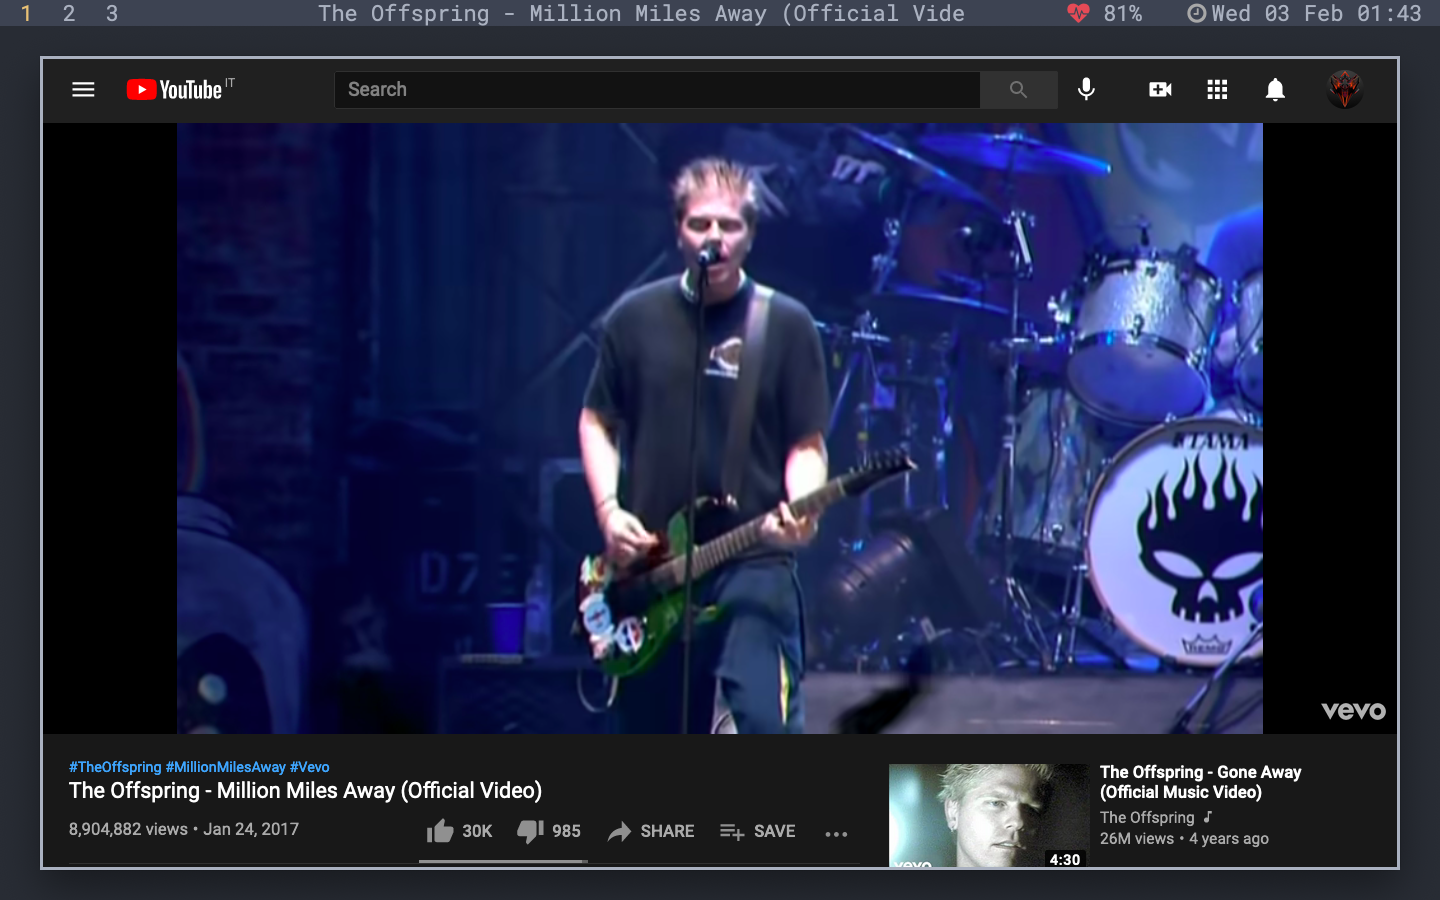 1 2 3
The Offspring - Million Miles Away (Official Vide
81%
Wed 03 Feb 01:43
YouTube IT
Search
TAMA
REMO
vevo
#TheOffspring #MillionMilesAway #Vevo
The Offspring - Million Miles Away (Official Video)
8,904,882 views • Jan 24, 2017
30K
985
SHARE
SAVE
vevo
4:30
The Offspring - Gone Away
(Official Music Video)
The Offspring
26M views • 4 years ago